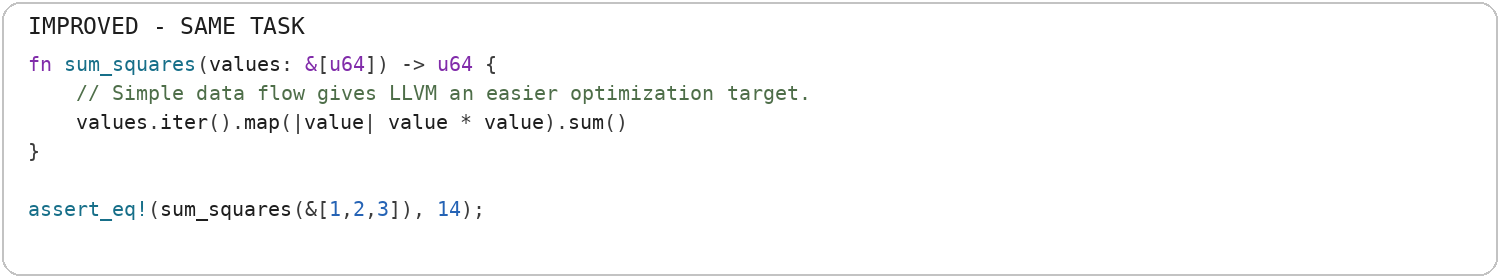 IMPROVED - SAME TASK
fn sum_squares(values: &[u64]) -> u64 {
    // Simple data flow gives LLVM an easier optimization target.
    values.iter().map(|value| value * value).sum()
}
assert_eq!(sum_squares(&[1,2,3]), 14);